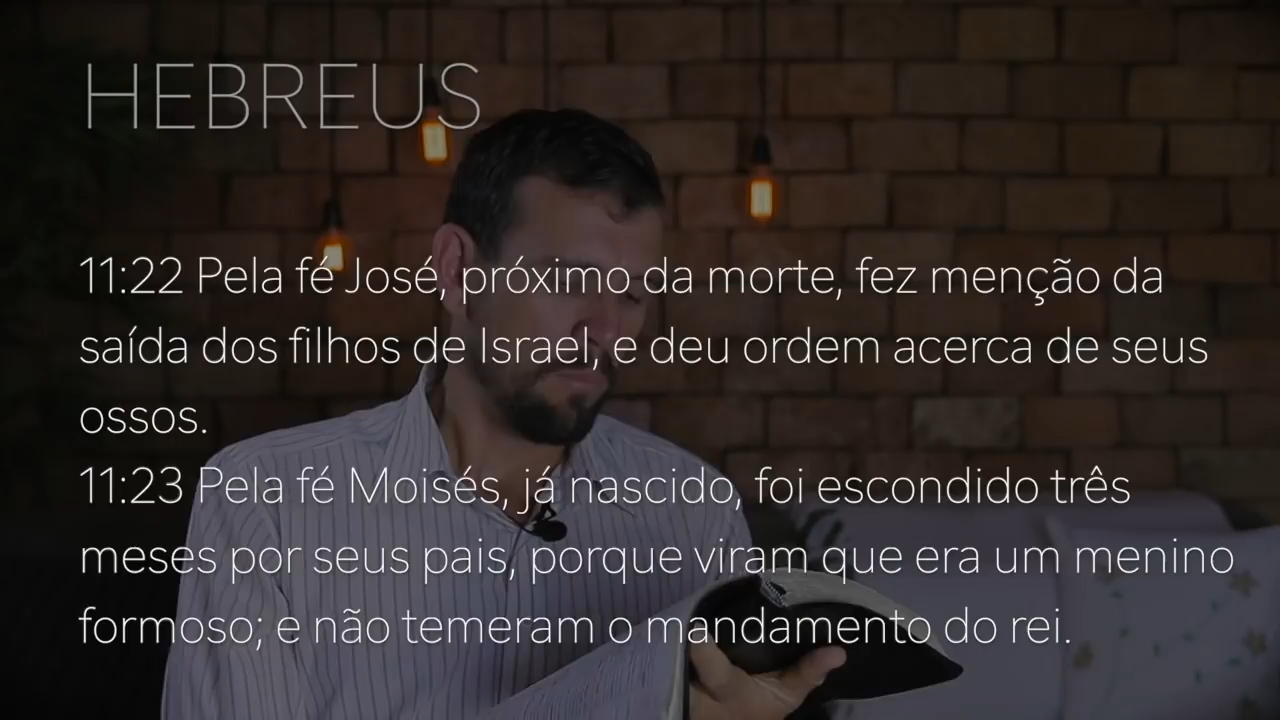 HEBREUS
11:22 Pela fé José, próximo da morte, fez menção da
saída dos filhos de Israel, e deu ordem acerca de seus
ossos.
11:23 Pela fé Moisés, já nascido, foi escondido três
meses por seus pais, porque viram que era um menino
formoso; e não temeram o mandamento do rei.